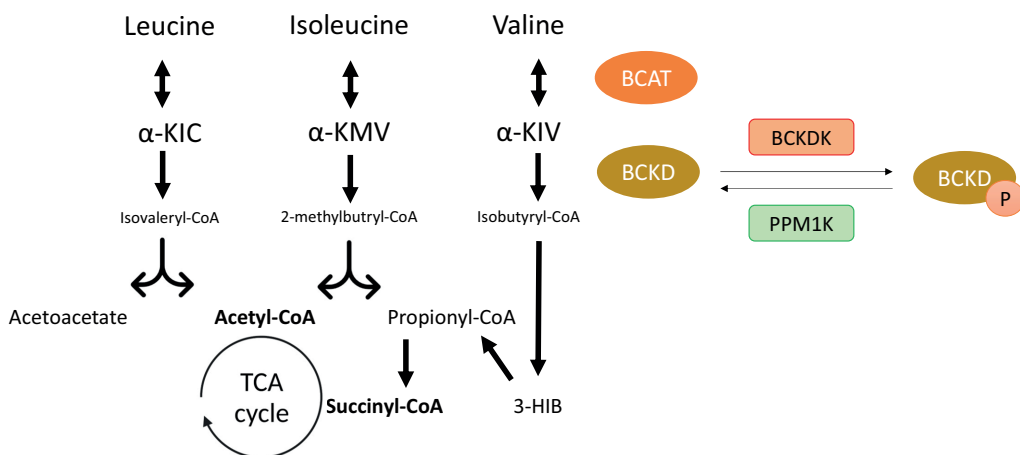 Leucine
Isoleucine
Valine
BCAT
α-KIC
α-KMV
α-KIV
BCKDK
BCKD
BCKD
P
Isovaleryl-CoA
2-methylbutryl-CoA
Isobutyryl-CoA
PPM1K
Acetoacetate
Acetyl-CoA
Propionyl-CoA
TCA
cycle
Succinyl-CoA
3-HIB